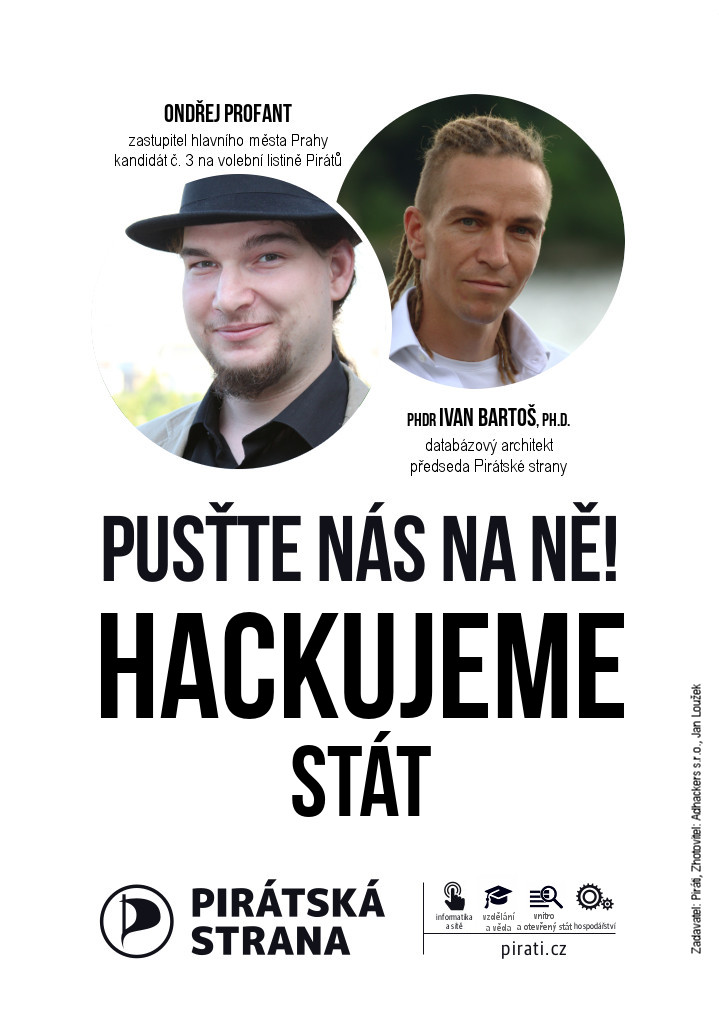 ONDŘEJ PROFANT
zastupitel hlavního města Prahy
kandidát č. 3 na volební listině Pirátů
PHDR IVAN BARTOŠ, PH.D.
databázový architekt
předseda Pirátské strany
PUSŤTE NÁS NA NĚ!
HACKUJEME
STÁT
PIRÁTSKÁ
STRANA
informatika
a sítě
vzdělání
a věda
vnitro
a otevřený stát
hospodářství
pirati.cz
Zadavatel: Piráti, Zhotovitel: Adhackers s.r.o., Jan Loužek